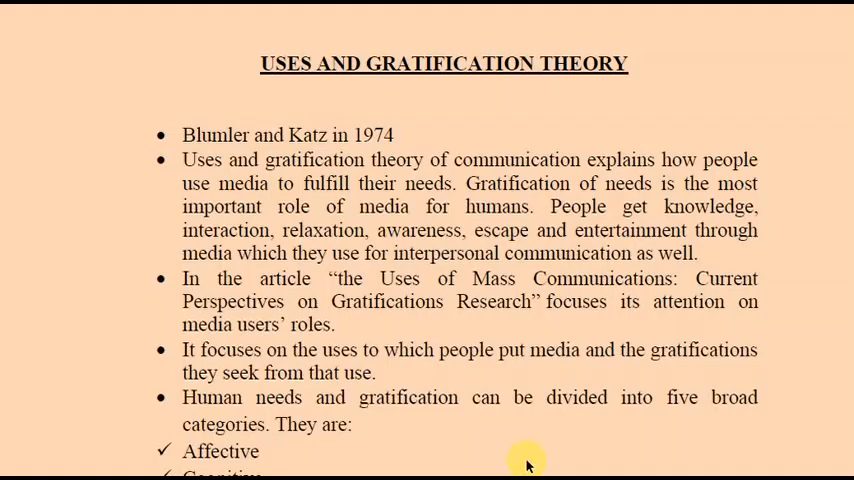 USES AND GRATIFICATION THEORY
• Blumler and Katz in 1974
• Uses and gratification theory of communication explains how people
use media to fulfill their needs. Gratification of needs is the most
important role of media for humans. People get knowledge,
interaction, relaxation, awareness, escape and entertainment through
media which they use for interpersonal communication as well.
• In the article “the Uses of Mass Communications: Current
Perspectives on Gratifications Research” focuses its attention on
media users’ roles.
• It focuses on the uses to which people put media and the gratifications
they seek from that use.
• Human needs and gratification can be divided into five broad
categories. They are:
✓ Affective